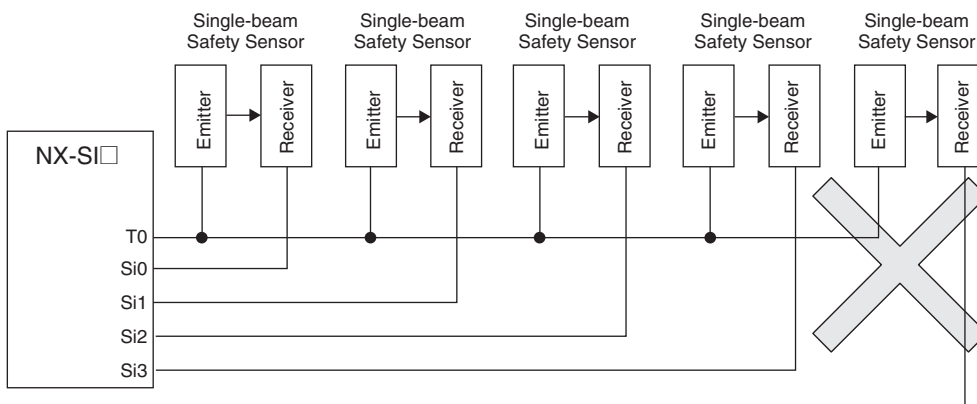 Single-beam
Safety Sensor
Single-beam
Safety Sensor
Single-beam
Safety Sensor
Single-beam
Safety Sensor
Single-beam
Safety Sensor
Emitter
Receiver
Emitter
Receiver
Emitter
Receiver
Emitter
Receiver
Emitter
Receiver
NX-SI□
T0
Si0
Si1
Si2
Si3